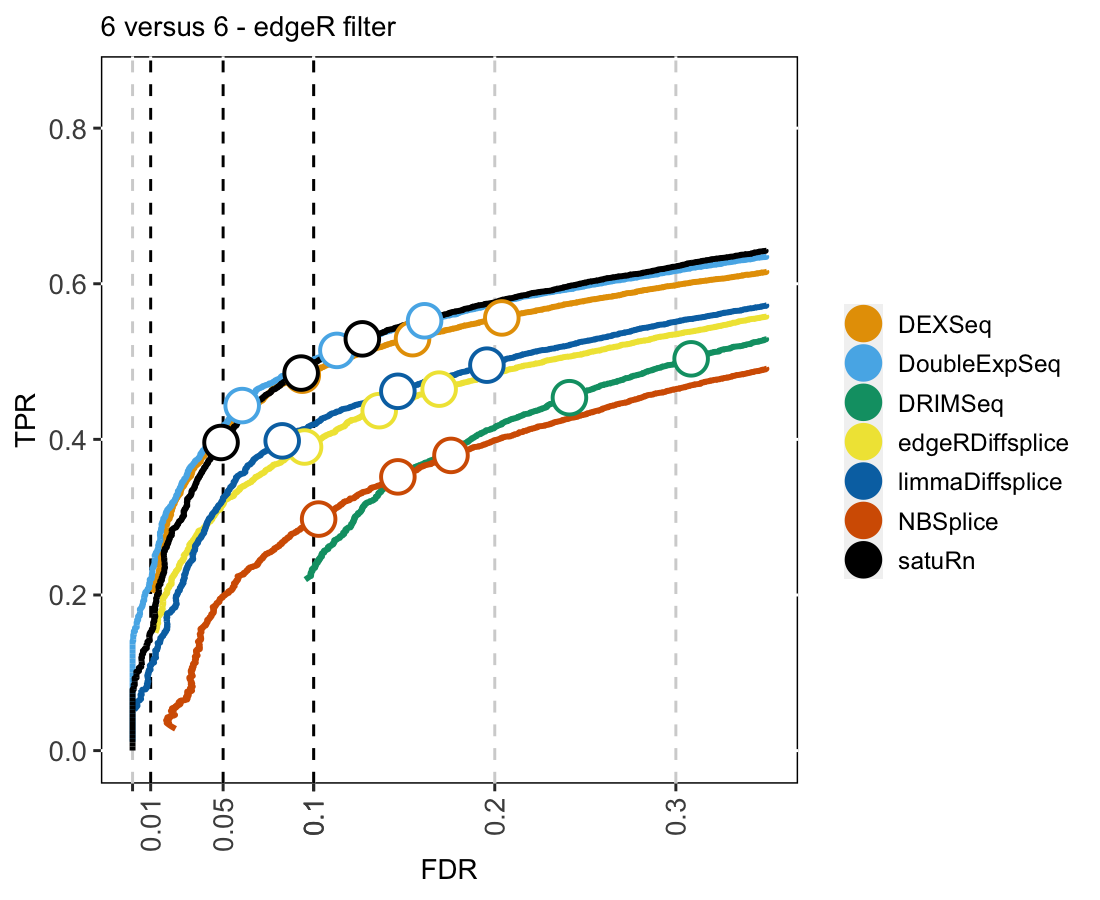 6 versus 6 - edgeR filter
TPR
0.8
0.6
0.4
0.2
0.0
0.01
0.05
0.1
0.2
0.3
FDR
DEXSeq
DoubleExpSeq
DRIMSeq
edgeRDiffsplice
limmaDiffsplice
NBSplice
satuRn